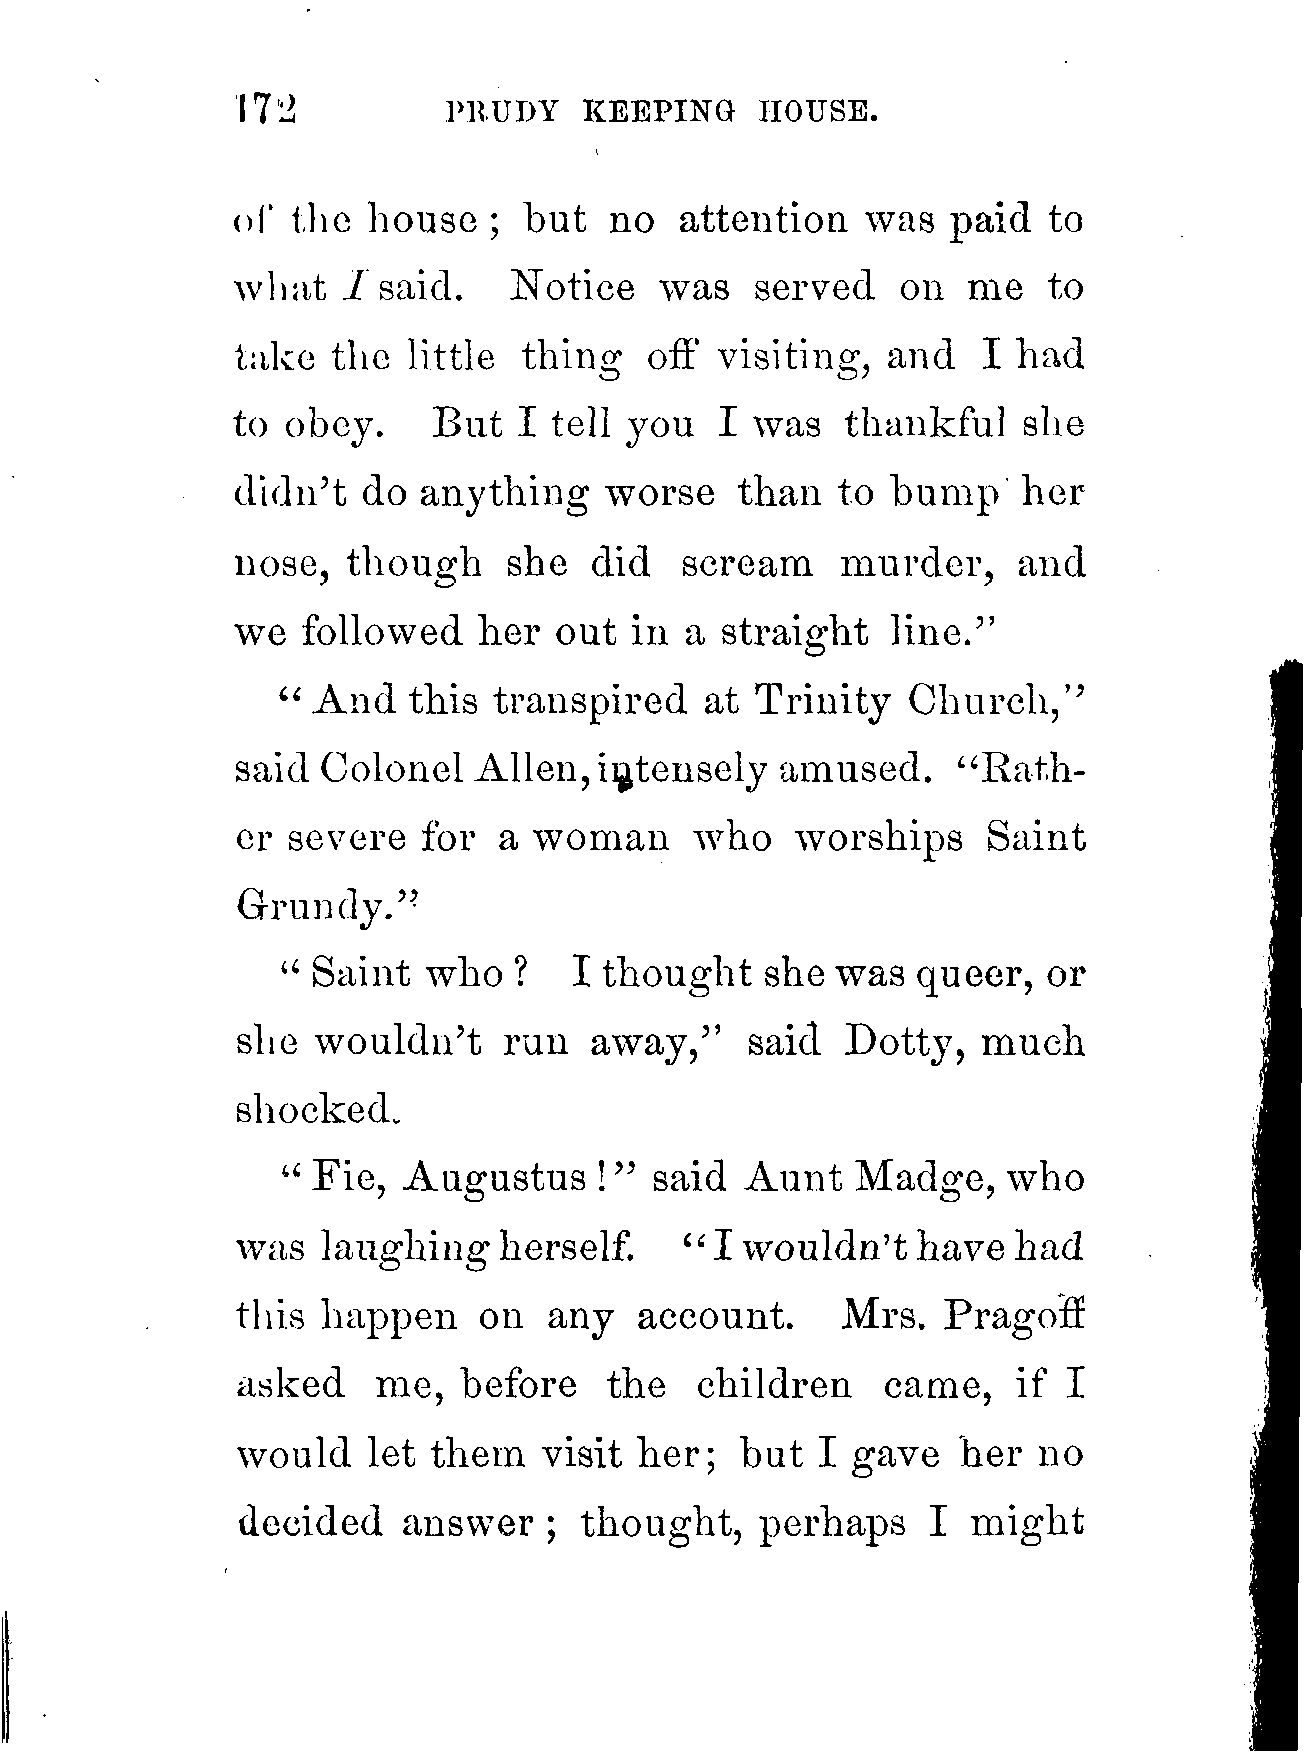 172 PRUDY KEEPING HOUSE.
of the house; but no attention was paid to
what I said. Notice was served on me to
take the little thing off visiting, and I had
to obey. But I tell you I was thankful she
didn't do anything worse than to bump her
nose, though she did scream murder, and
we followed her out in a straight line."
"And this transpired at Trinity Church,"
said Colonel Allen, intensely amused. "Rath-
er severe for a woman who worships Saint
Grundy."
"Saint who? I thought she was queer, or
she wouldn't run away," said Dotty, much
shocked.
"Fie, Augustus!" said Aunt Madge, who
was laughing herself. "I wouldn't have had
this happen on any account. Mrs. Pragoff
asked me, before the children came, if I
would let them visit her; but I gave her no
decided answer; thought, perhaps I might